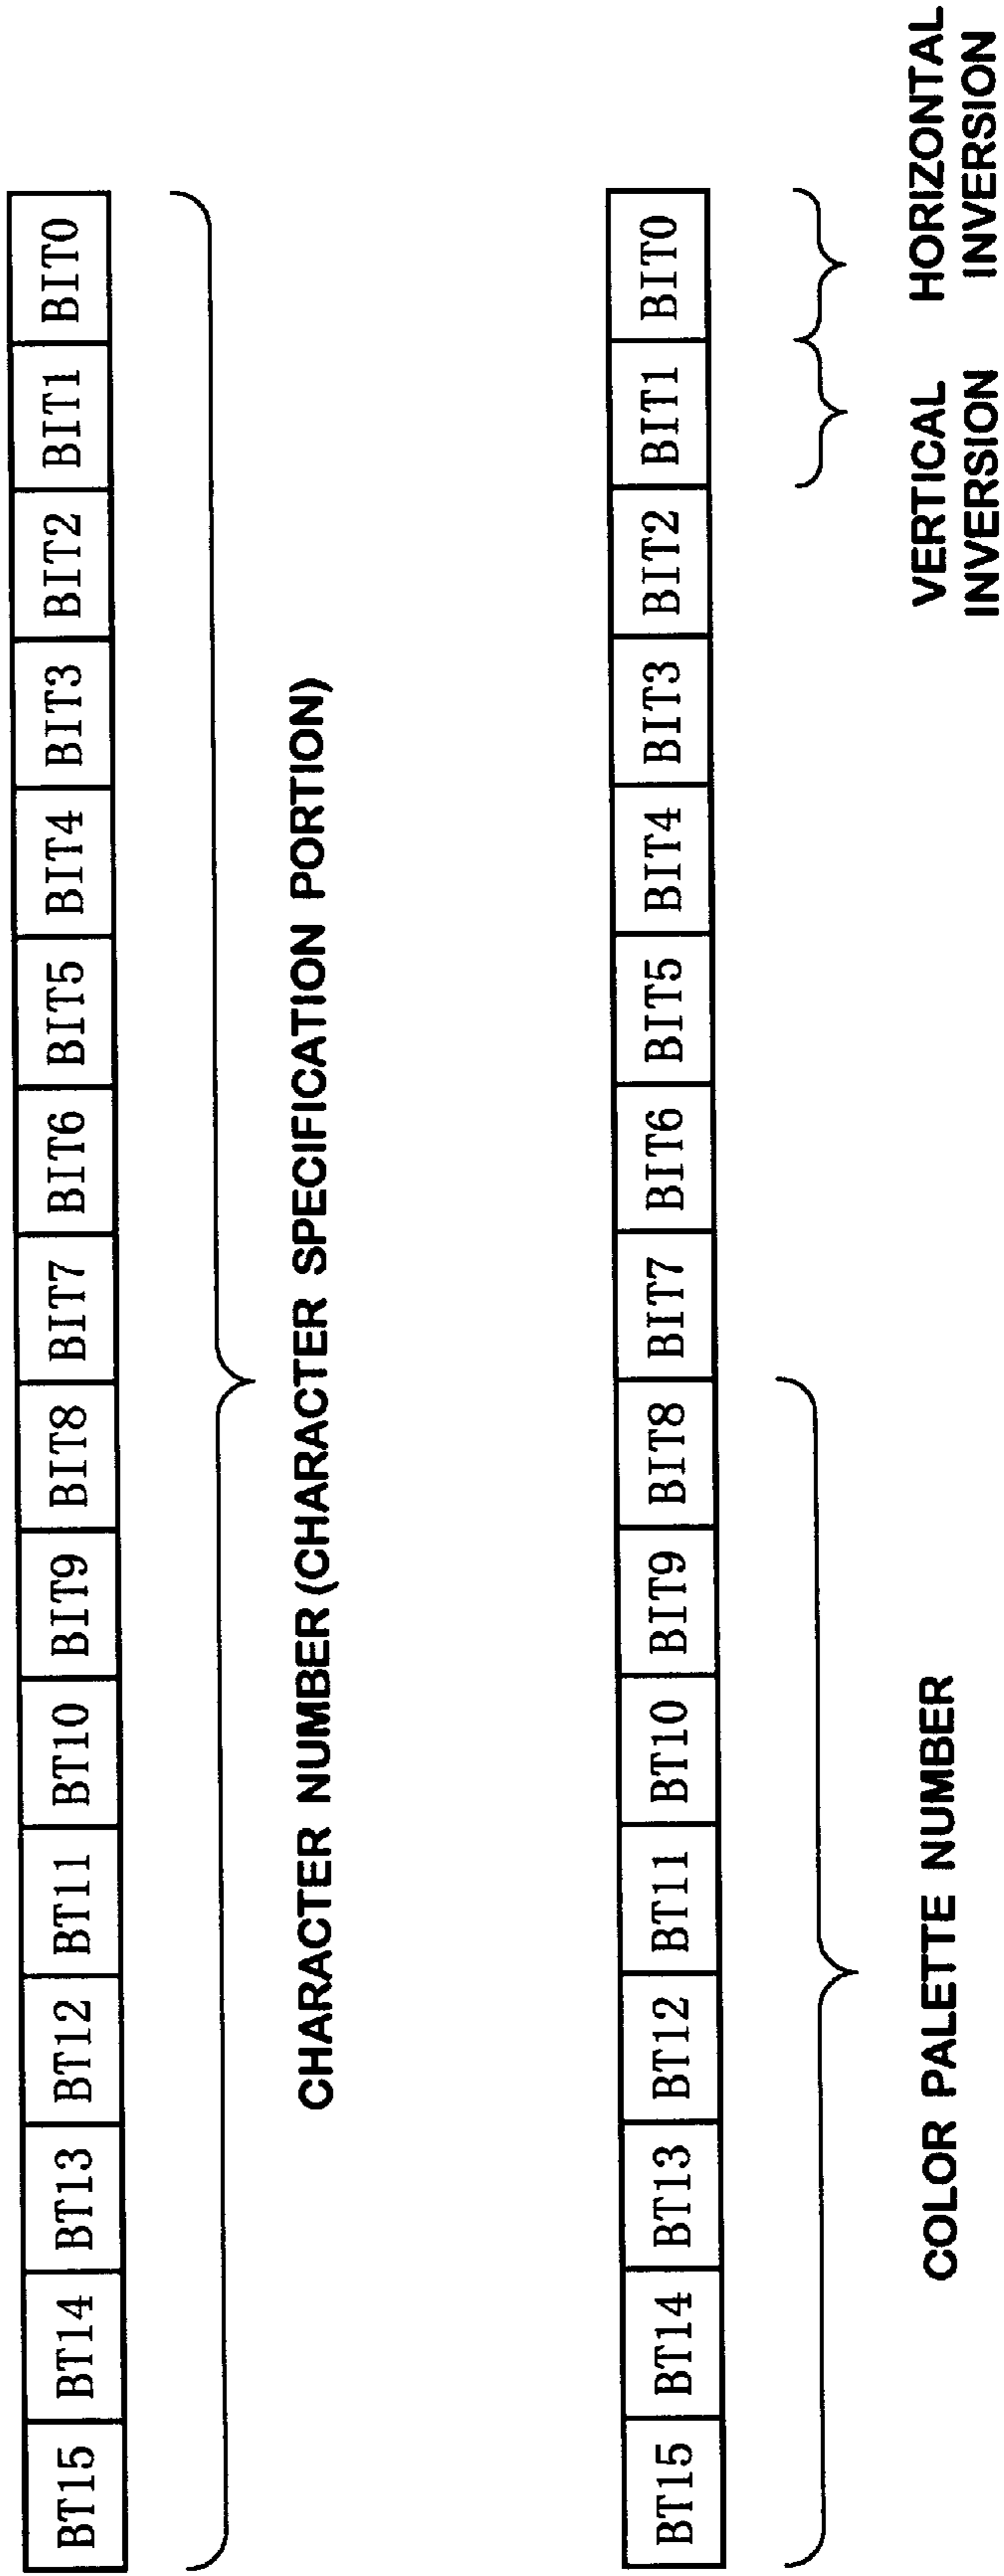 BT15 BT14 BT13 BT12 BT11 BT10 BIT9 BIT8 BIT7 BIT6 BIT5 BIT4 BIT3 BIT2 BIT1 BIT0
CHARACTER NUMBER (CHARACTER SPECIFICATION PORTION)
BT15 BT14 BT13 BT12 BT11 BT10 BIT9 BIT8 BIT7 BIT6 BIT5 BIT4 BIT3 BIT2 BIT1 BIT0
COLOR PALETTE NUMBER
VERTICAL
INVERSION
HORIZONTAL
INVERSION